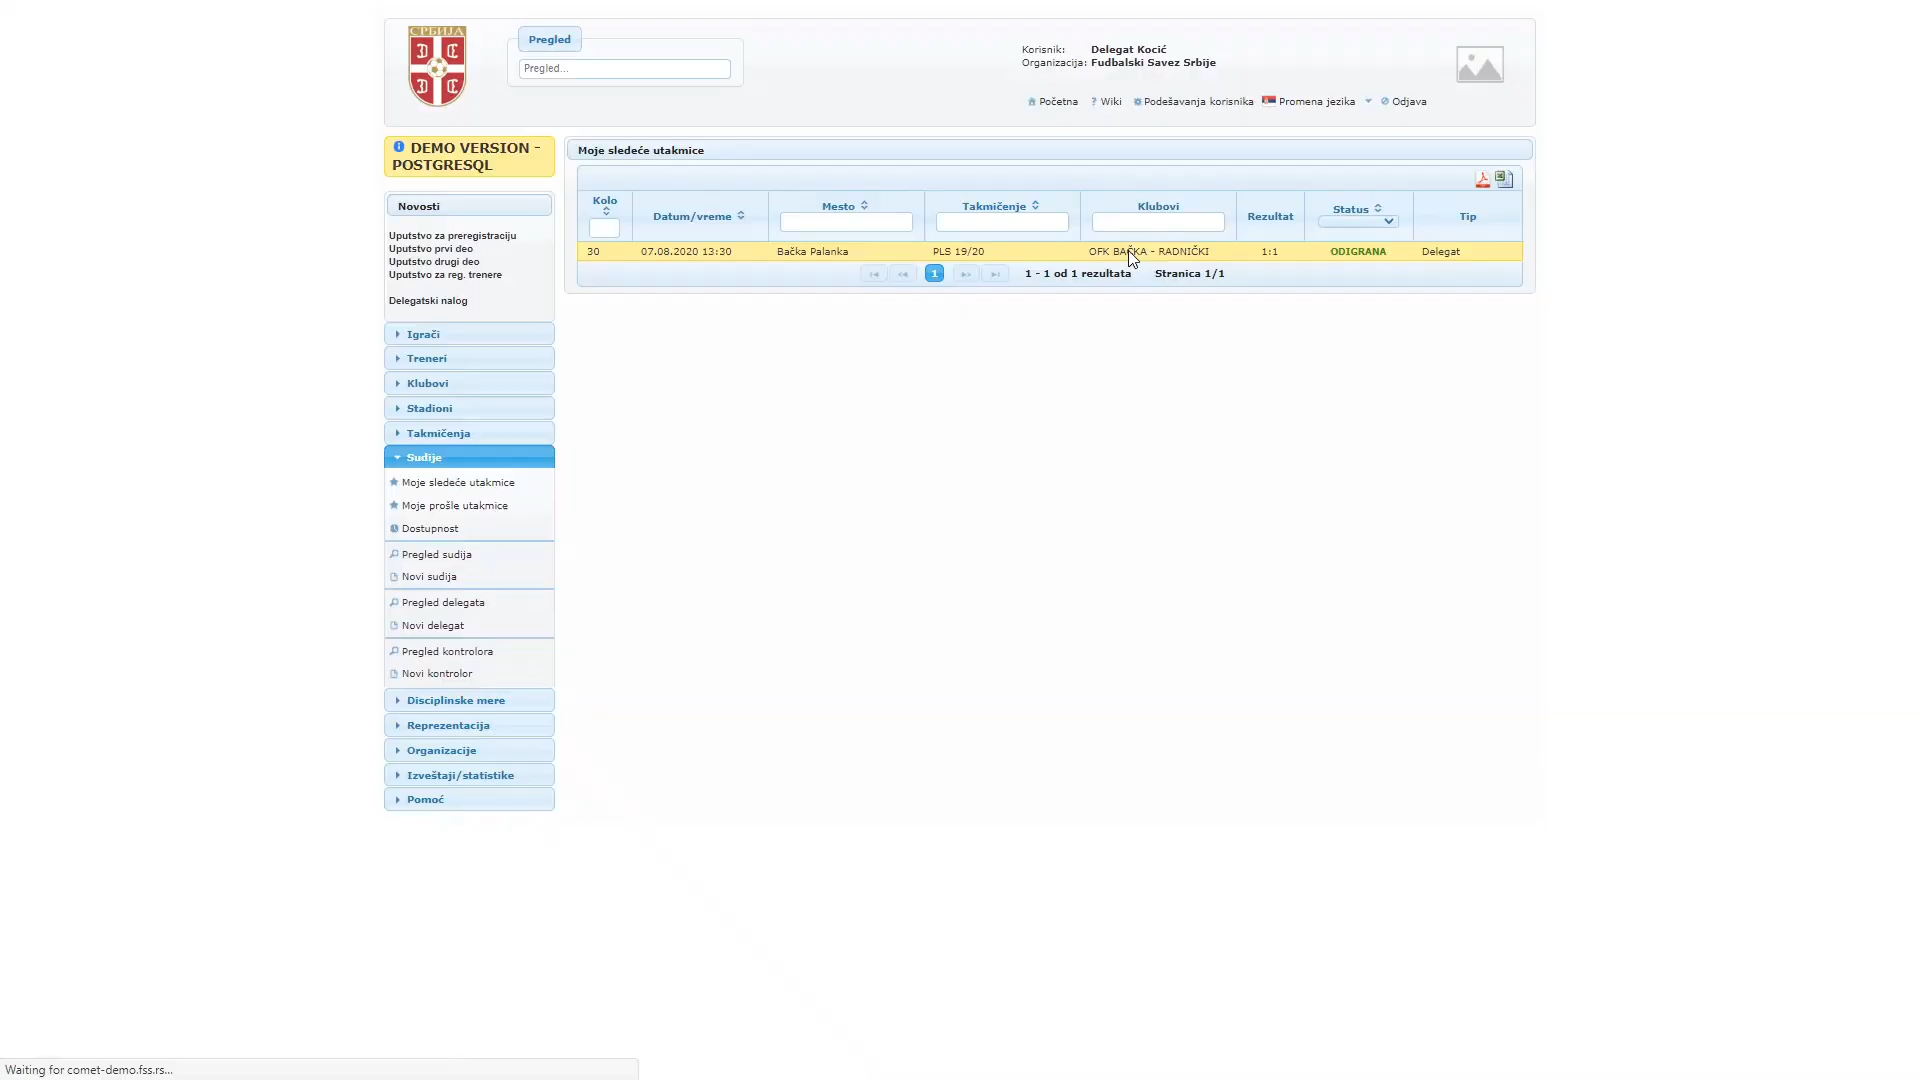 СРБИЈА
Pregled
Pregled...
Korisnik: Delegat Kocić
Organizacija: Fudbalski Savez Srbije
Početna ? Wiki Podešavanja korisnika Promena jezika Odjava
DEMO VERSION -
POSTGRESQL
Novosti
Uputstvo za preregistraciju
Uputstvo prvi deo
Uputstvo drugi deo
Uputstvo za reg. trenere
Delegatski nalog
Igrači
Treneri
Klubovi
Stadioni
Takmičenja
Sudije
Moje sledeće utakmice
Moje prošle utakmice
Dostupnost
Pregled sudija
Novi sudija
Pregled delegata
Novi delegat
Pregled kontrolora
Novi kontrolor
Disciplinske mere
Reprezentacija
Organizacije
Izveštaji/statistike
Pomoć
Moje sledeće utakmice
Kolo Datum/vreme Mesto Takmičenje Klubovi Rezultat Status Tip
30 07.08.2020 13:30 Bačka Palanka PLS 19/20 OFK BAČKA - RADNIČKI 1:1 ODIGRANA Delegat
1 1 - 1 od 1 rezultata Stranica 1/1
Waiting for comet-demo.fss.rs...